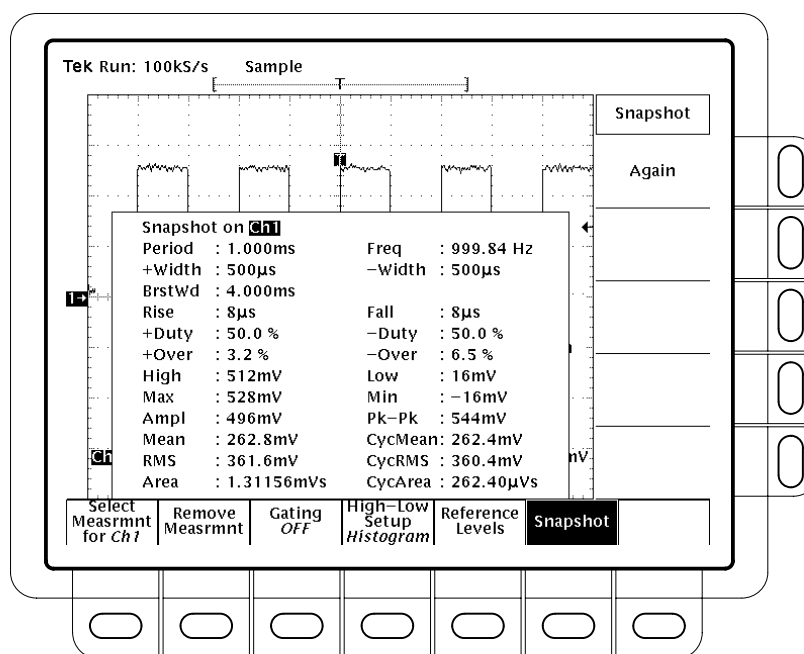 Tek Run: 100kS/s Sample
T
Snapshot
Again
T
Snapshot on Ch1
Period : 1.000ms Freq : 999.84 Hz
+Width : 500µs −Width : 500µs
BrstWd : 4.000ms
1→
Rise : 8µs Fall : 8µs
+Duty : 50.0 % −Duty : 50.0 %
+Over : 3.2 % −Over : 6.5 %
High : 512mV Low : 16mV
Max : 528mV Min : −16mV
Ampl : 496mV Pk−Pk : 544mV
Mean : 262.8mV CycMean: 262.4mV
Ch mV
RMS : 361.6mV CycRMS : 360.4mV
Area : 1.31156mVs CycArea : 262.40µVs
Select Measrmnt for Ch1
Remove Measrmnt
Gating OFF
High−Low Setup Histogram
Reference Levels
Snapshot